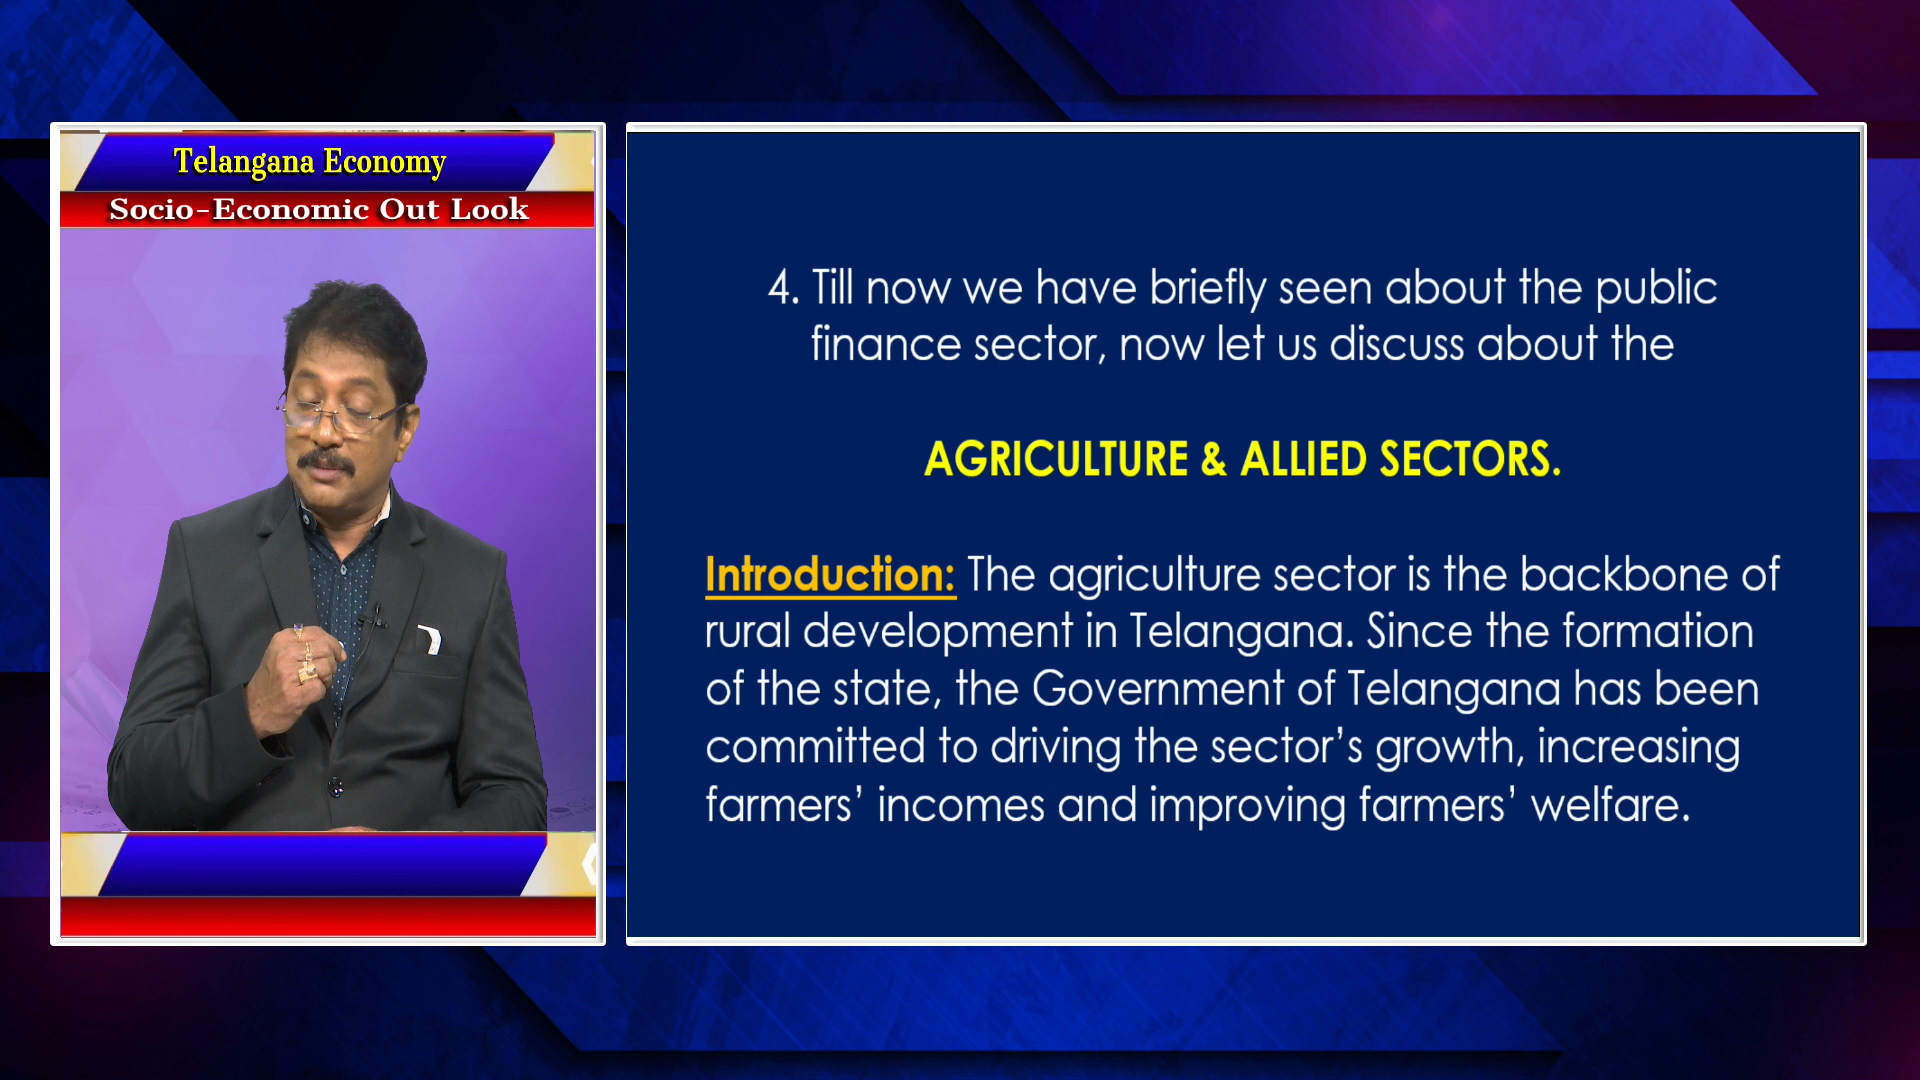 Telangana Economy
Socio-Economic Out Look
4. Till now we have briefly seen about the public
finance sector, now let us discuss about the
AGRICULTURE & ALLIED SECTORS.
Introduction: The agriculture sector is the backbone of
rural development in Telangana. Since the formation
of the state, the Government of Telangana has been
committed to driving the sector’s growth, increasing
farmers’ incomes and improving farmers’ welfare.